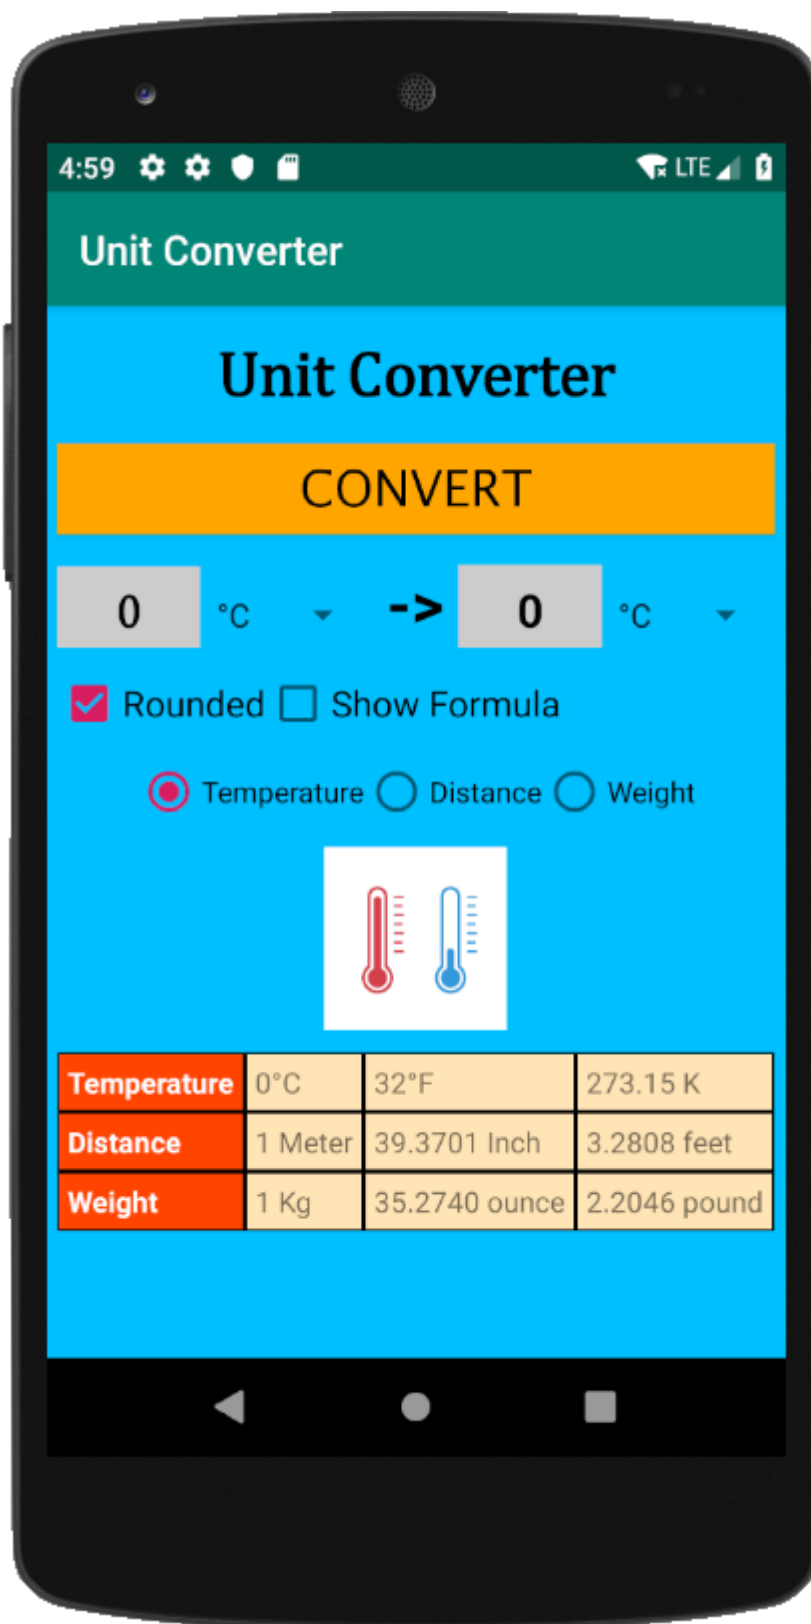 4:59 LTE
Unit Converter
Unit Converter
CONVERT
0 °C -> 0 °C
Rounded Show Formula
Temperature Distance Weight
Temperature 0°C 32°F 273.15 K
Distance 1 Meter 39.3701 Inch 3.2808 feet
Weight 1 Kg 35.2740 ounce 2.2046 pound